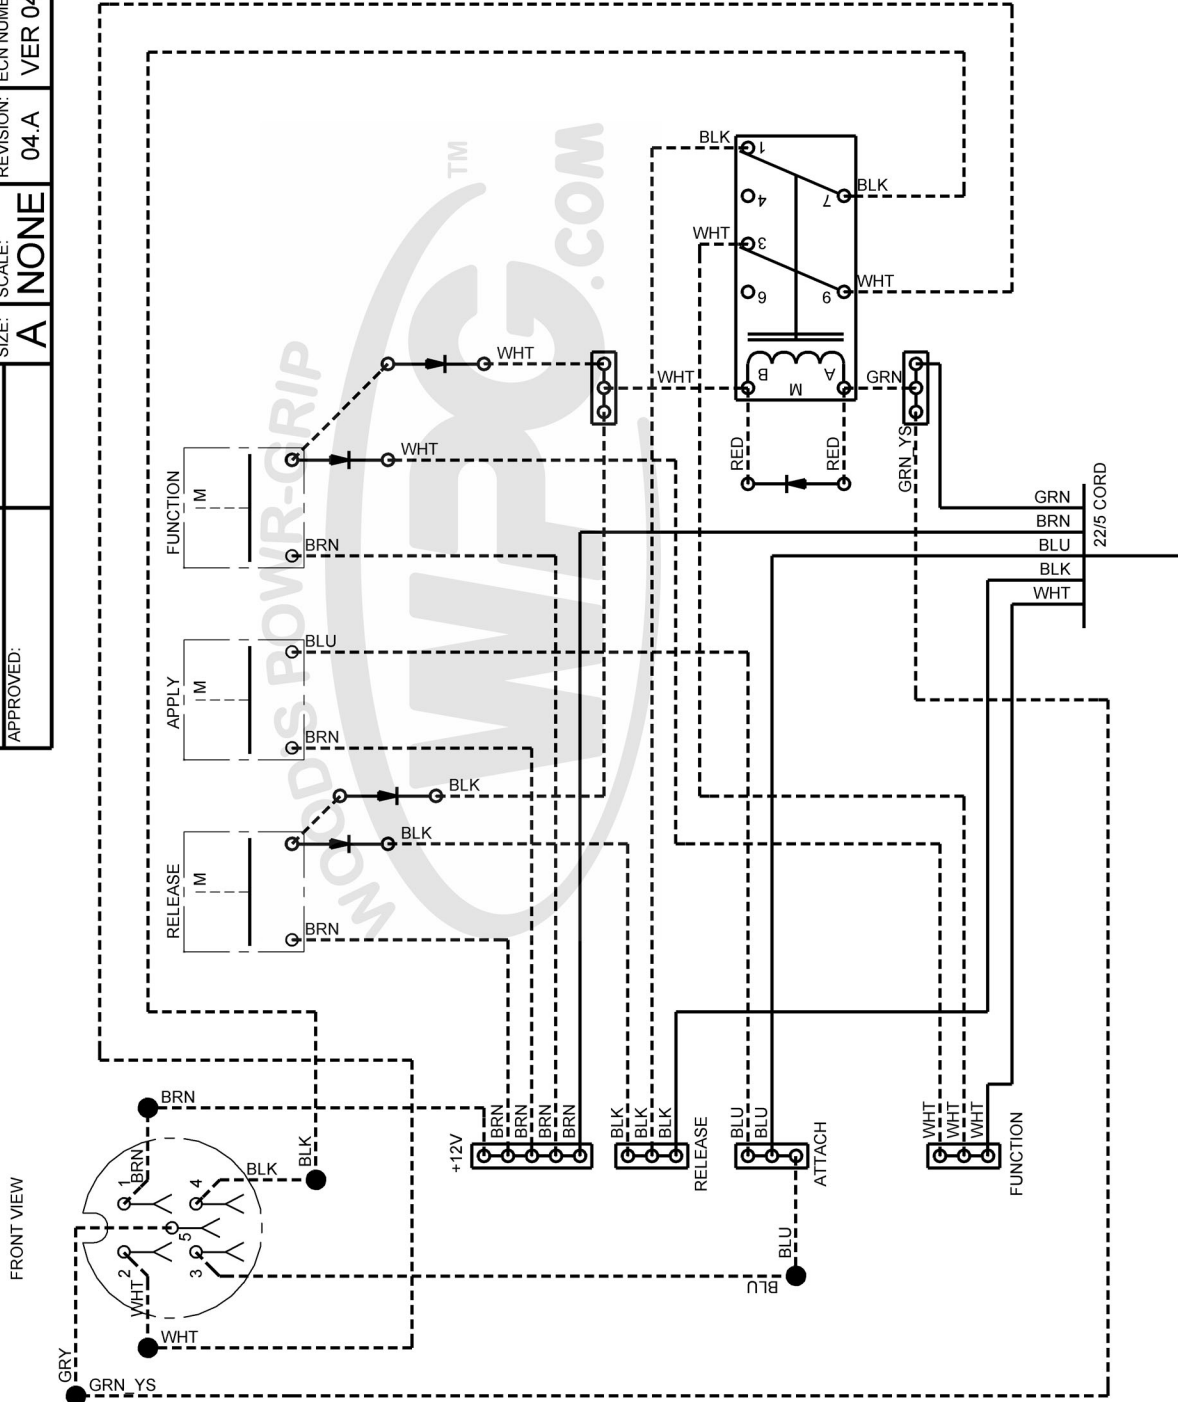 ECN NUME
VER 04
REVISION:
04.A
SCALE:
NONE
SIZE:
A
APPROVED:
WOOD'S POWR-GRIP
WPG.COM
TM
BLK
1
4
7
BLK
WHT
3
6
9
WHT
B
A
M
WHT
GRN
RED
RED
GRN_YS
WHT
WHT
FUNCTION
M
BRN
BLU
APPLY
M
BRN
BLK
BLK
RELEASE
M
BRN
GRN
BRN
BLU
BLK
WHT
22/5 CORD
BRN
+12V
BRN
BRN
BRN
BRN
BLK
BLK
BLK
RELEASE
BLU
BLU
ATTACH
WHT
WHT
WHT
FUNCTION
FRONT VIEW
1
BRN
4
BLK
BLK
5
2
WHT
3
BLU
BLU
WHT
GRY
GRN_YS